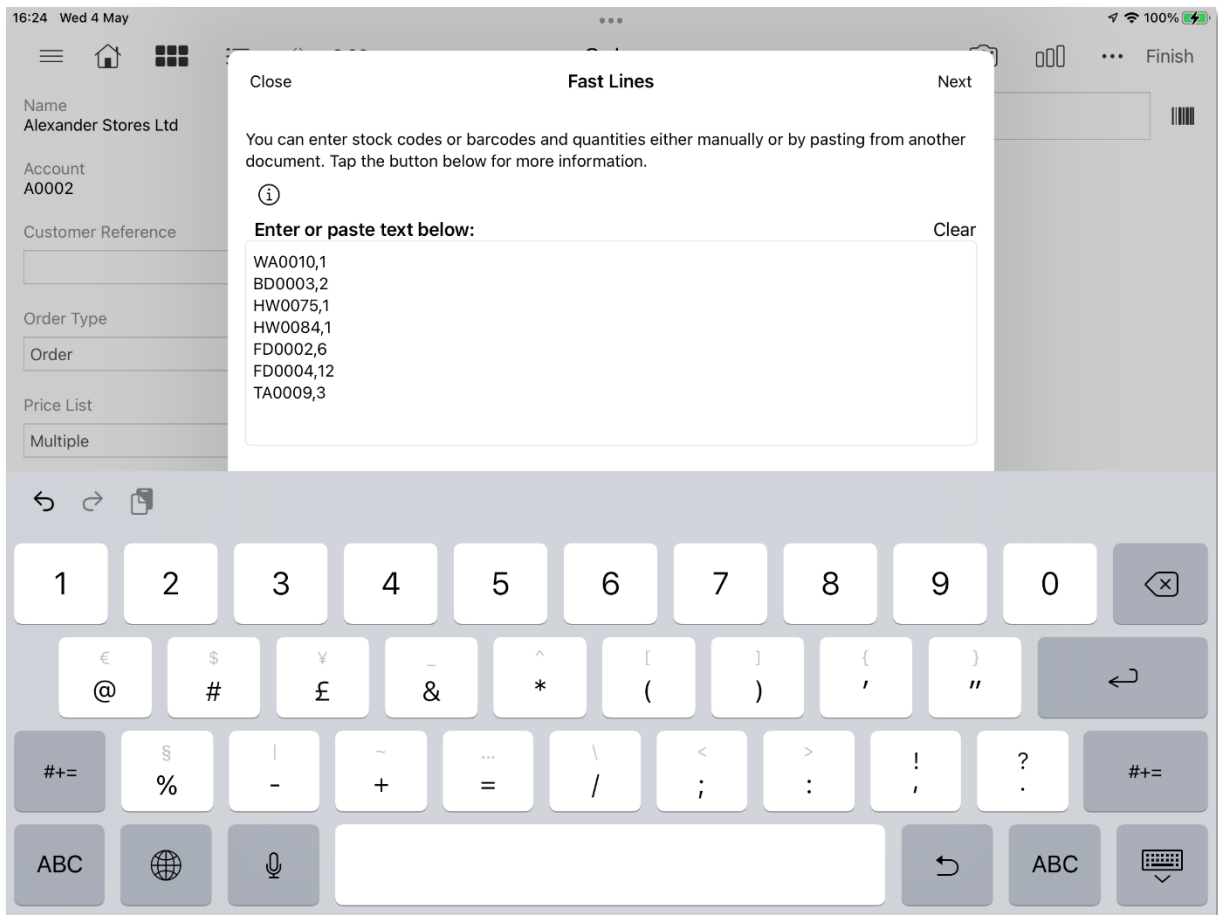 16:24 Wed 4 May
100%
Finish
Close
Fast Lines
Next
Name
Alexander Stores Ltd
Account
A0002
Customer Reference
Order Type
Order
Price List
Multiple
You can enter stock codes or barcodes and quantities either manually or by pasting from another
document. Tap the button below for more information.
Enter or paste text below:
Clear
WA0010,1
BD0003,2
HW0075,1
HW0084,1
FD0002,6
FD0004,12
TA0009,3
1 2 3 4 5 6 7 8 9 0
€ $ ¥ _ ^ [ ] { }
@ # £ & * ( ) ' "
§ | ~ … \ < > ! ?
#+= % - + = / ; : , . #+=
ABC ABC